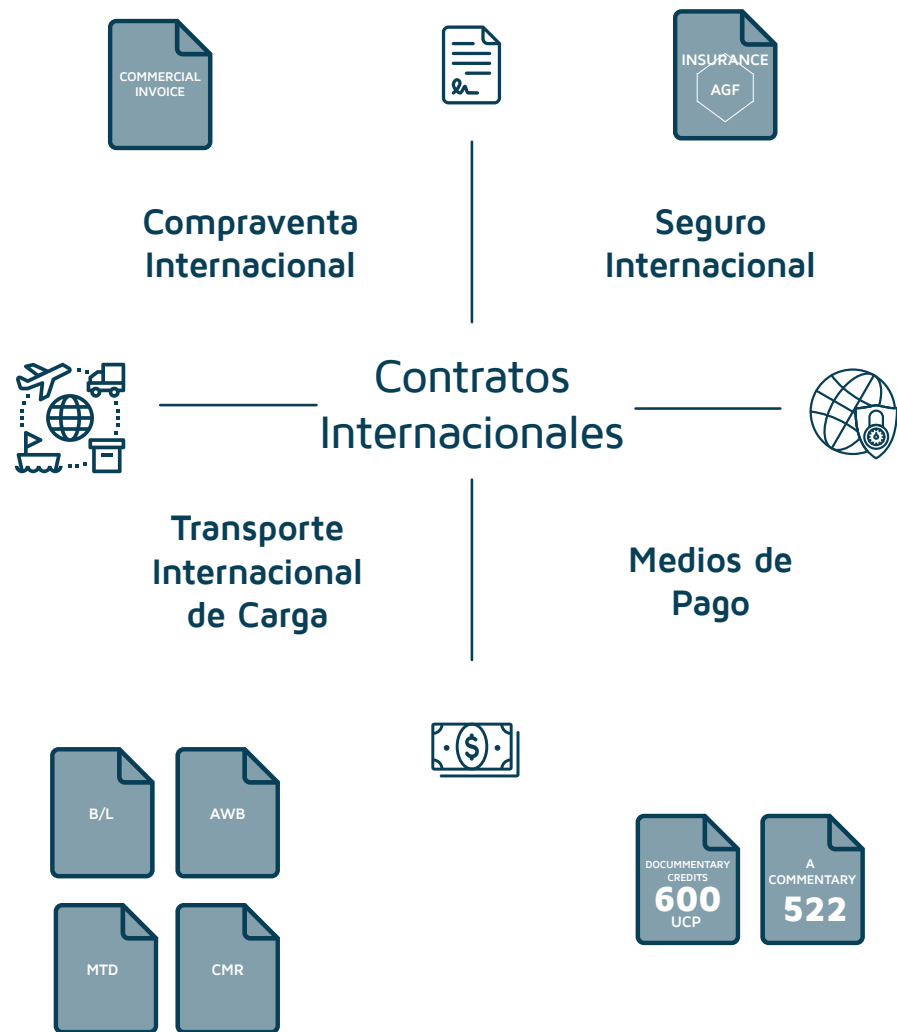 COMMERCIAL
INVOICE
INSURANCE
AGF
Compraventa
Internacional
Seguro
Internacional
Contratos
Internacionales
Transporte
Internacional
de Carga
Medios de
Pago
$
B/L
AWB
MTD
CMR
DOCUMMENTARY
CREDITS
600
UCP
A
COMMENTARY
522